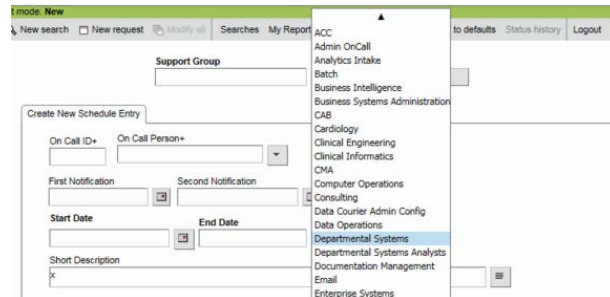 t mode: New
New search New request Modify all Searches My Report to defaults Status history Logout
Support Group
Create New Schedule Entry
On Call ID+ On Call Person+
First Notification Second Notification
Start Date End Date
Short Description
x
ACC
Admin OnCall
Analytics Intake
Batch
Business Intelligence
Business Systems Administration
CAB
Cardiology
Clinical Engineering
Clinical Informatics
CMA
Computer Operations
Consulting
Data Courier Admin Config
Data Operations
Departmental Systems
Departmental Systems Analysts
Documentation Management
Email
Enterprise Systems